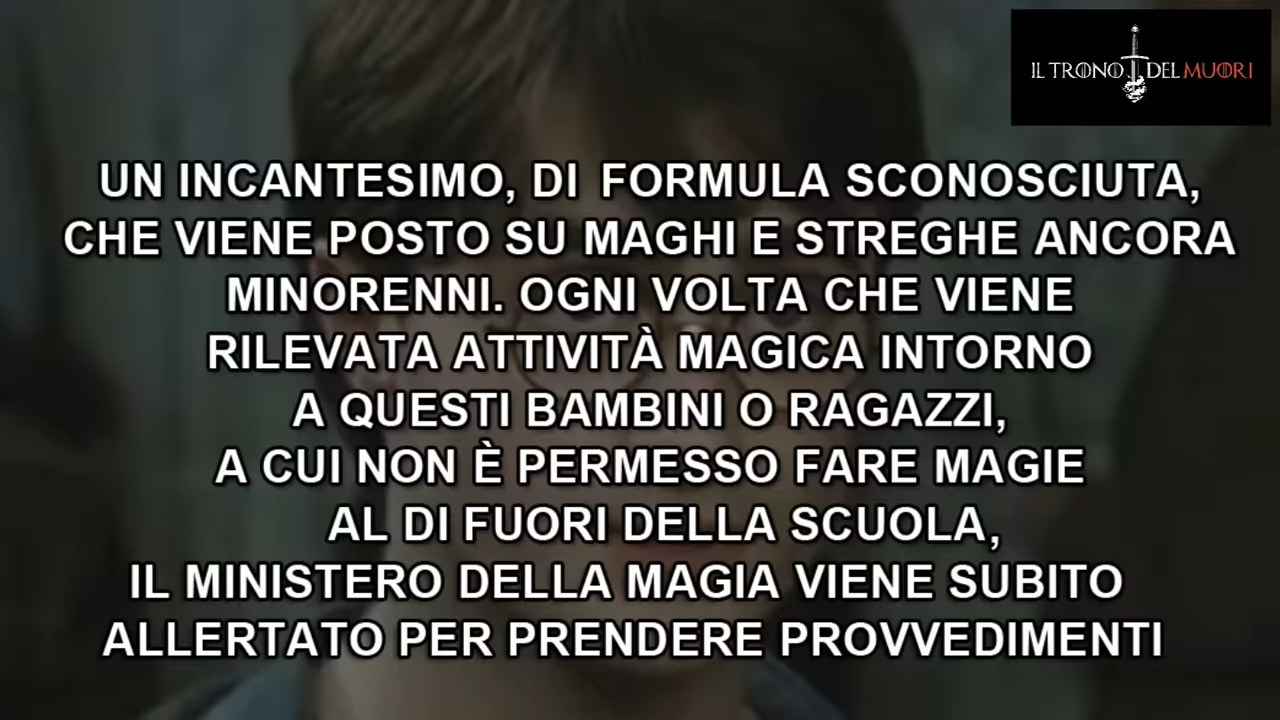 IL TRONO DEL MUORI
UN INCANTESIMO, DI FORMULA SCONOSCIUTA,
CHE VIENE POSTO SU MAGHI E STREGHE ANCORA
MINORENNI. OGNI VOLTA CHE VIENE
RILEVATA ATTIVITÀ MAGICA INTORNO
A QUESTI BAMBINI O RAGAZZI,
A CUI NON È PERMESSO FARE MAGIE
AL DI FUORI DELLA SCUOLA,
IL MINISTERO DELLA MAGIA VIENE SUBITO
ALLERTATO PER PRENDERE PROVVEDIMENTI